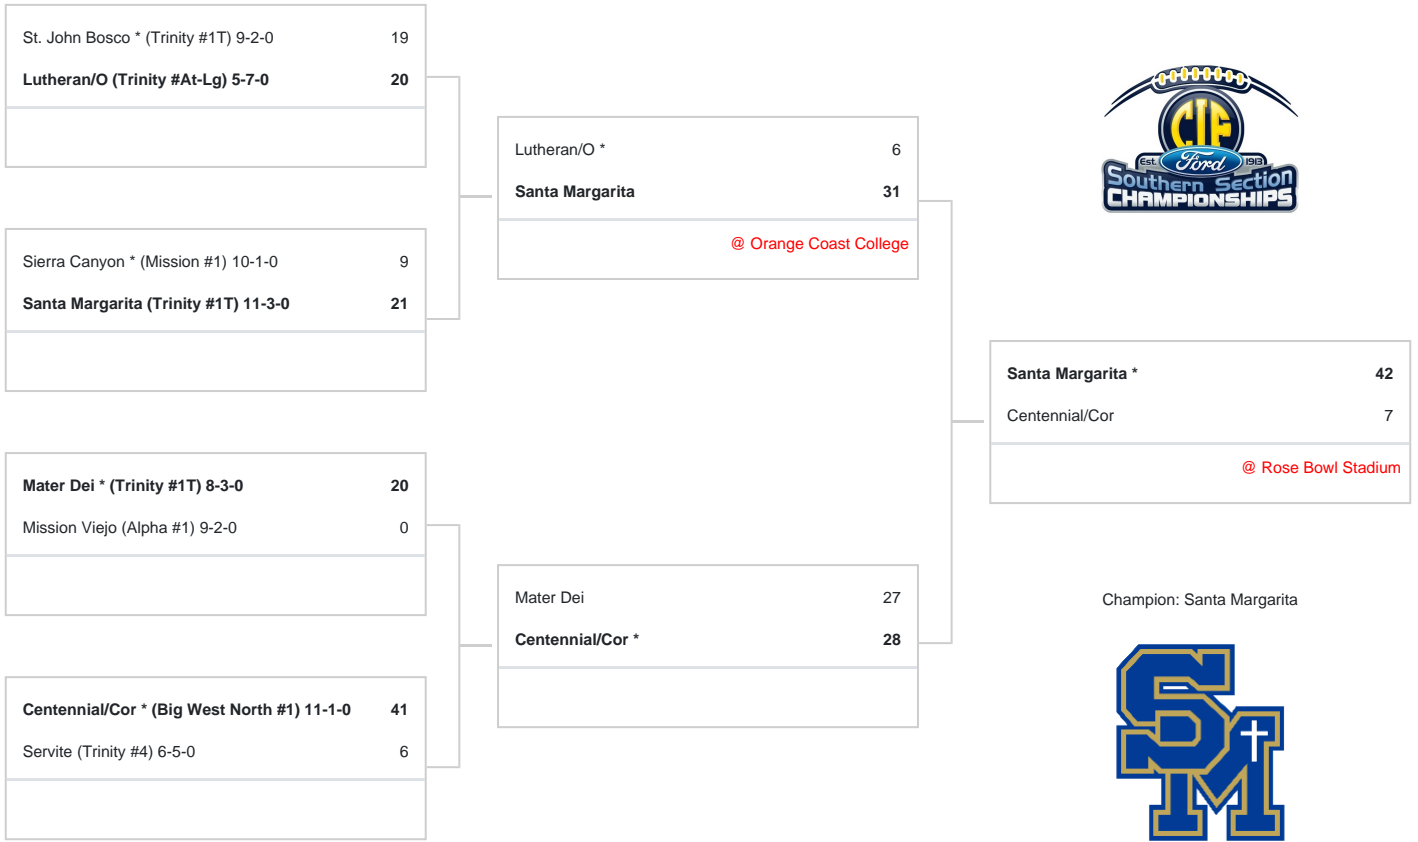 St. John Bosco * (Trinity #1T) 9-2-0 19
Lutheran/O (Trinity #At-Lg) 5-7-0 20
Sierra Canyon * (Mission #1) 10-1-0 9
Santa Margarita (Trinity #1T) 11-3-0 21
Mater Dei * (Trinity #1T) 8-3-0 20
Mission Viejo (Alpha #1) 9-2-0 0
Centennial/Cor * (Big West North #1) 11-1-0 41
Servite (Trinity #4) 6-5-0 6
Lutheran/O * 6
Santa Margarita 31
@ Orange Coast College
Mater Dei 27
Centennial/Cor * 28
CIF
Est. Ford 1913
Southern Section
CHAMPIONSHIPS
Santa Margarita * 42
Centennial/Cor 7
@ Rose Bowl Stadium
Champion: Santa Margarita
SM